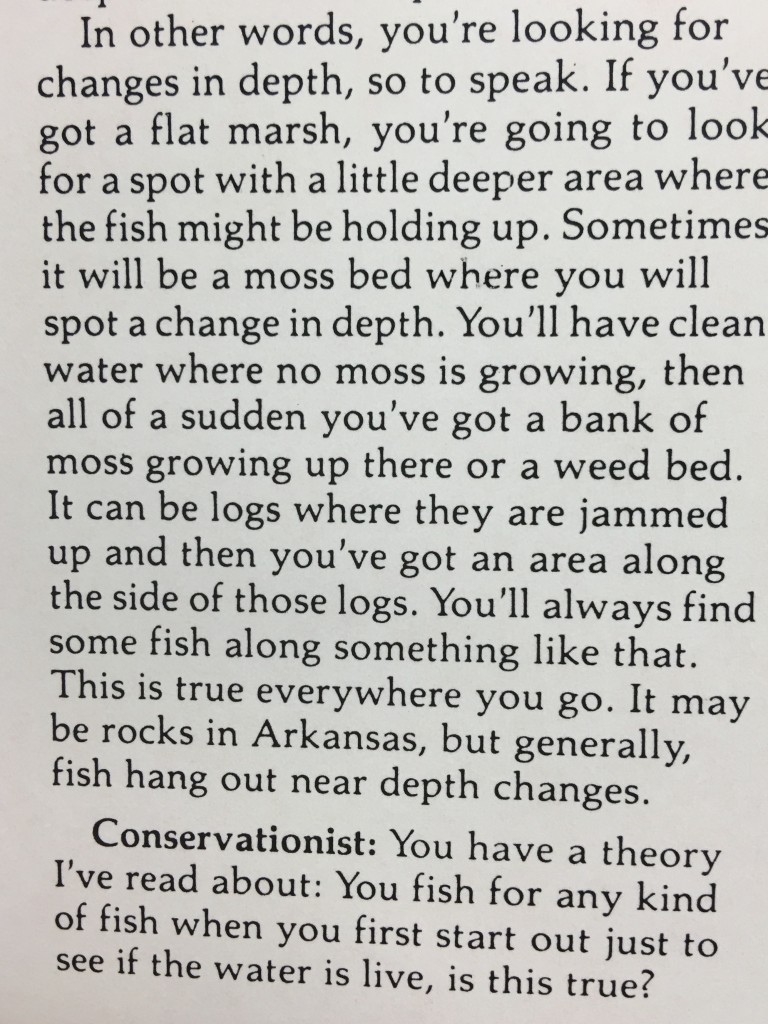 In other words, you're looking for
changes in depth, so to speak. If you've
got a flat marsh, you're going to look
for a spot with a little deeper area where
the fish might be holding up. Sometimes
it will be a moss bed where you will
spot a change in depth. You'll have clean
water where no moss is growing, then
all of a sudden you've got a bank of
moss growing up there or a weed bed.
It can be logs where they are jammed
up and then you've got an area along
the side of those logs. You'll always find
some fish along something like that.
This is true everywhere you go. It may
be rocks in Arkansas, but generally,
fish hang out near depth changes.
Conservationist: You have a theory
I've read about: You fish for any kind
of fish when you first start out just to
see if the water is live, is this true?